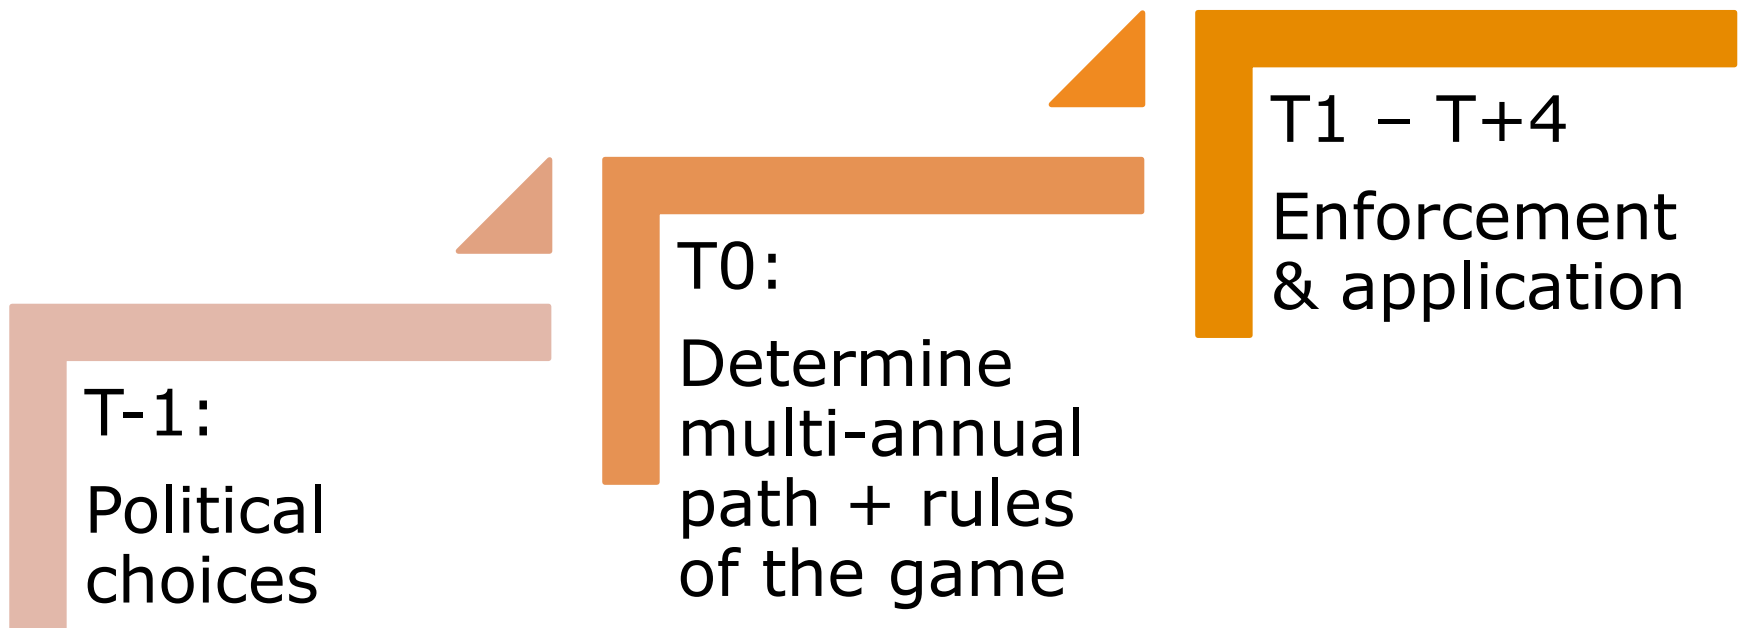 T-1:
Political
choices
T0:
Determine
multi-annual
path + rules
of the game
T1 – T+4
Enforcement
& application